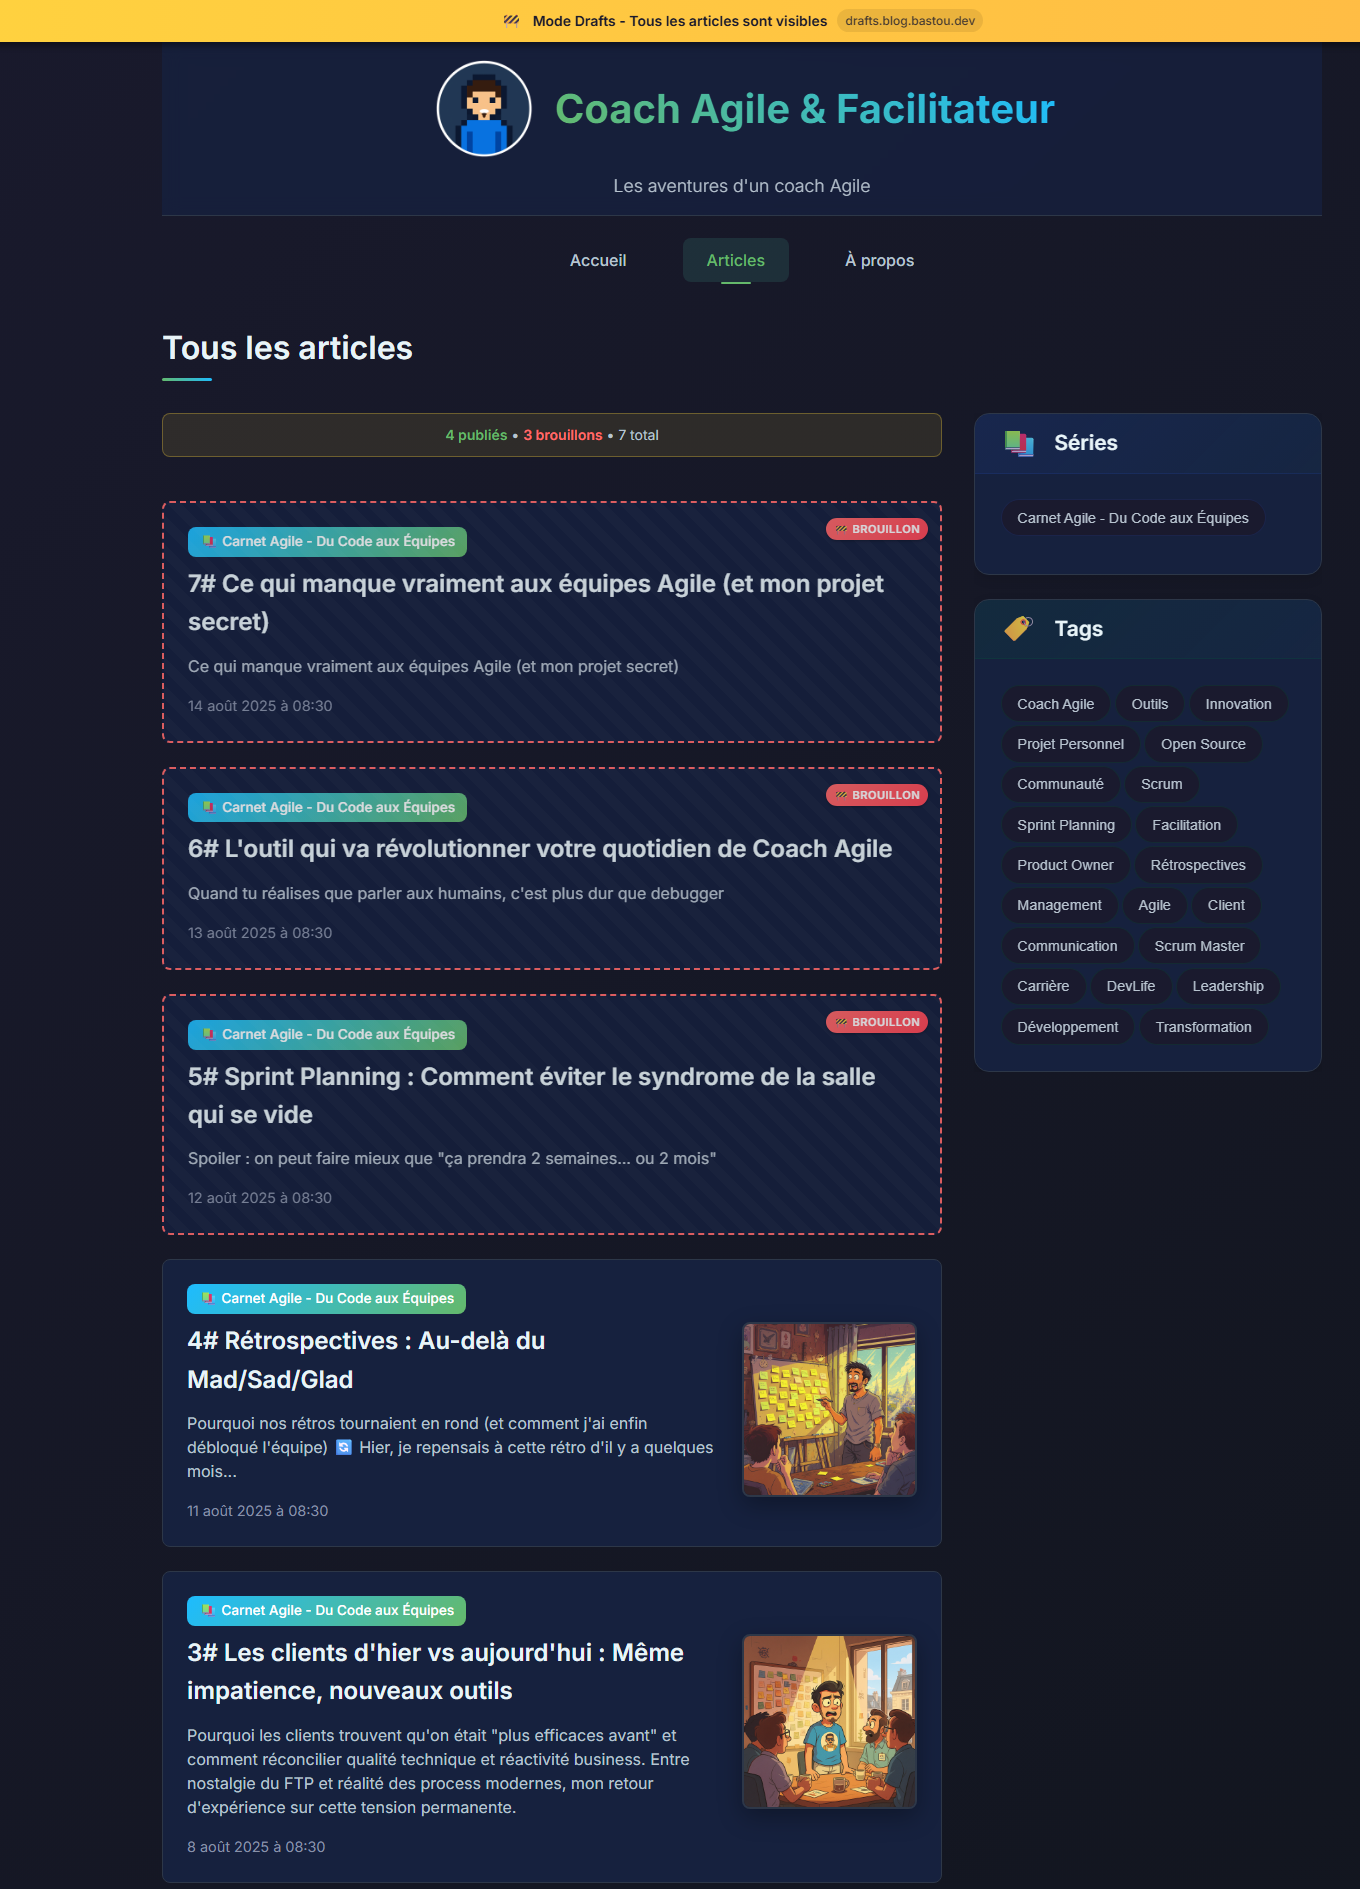 Mode Drafts - Tous les articles sont visibles drafts.blog.bastou.dev
Coach Agile & Facilitateur
Les aventures d'un coach Agile
Accueil Articles À propos
Tous les articles
4 publiés • 3 brouillons • 7 total
BROUILLON
Carnet Agile - Du Code aux Équipes
7# Ce qui manque vraiment aux équipes Agile (et mon projet
secret)
Ce qui manque vraiment aux équipes Agile (et mon projet secret)
14 août 2025 à 08:30
BROUILLON
Carnet Agile - Du Code aux Équipes
6# L'outil qui va révolutionner votre quotidien de Coach Agile
Quand tu réalises que parler aux humains, c'est plus dur que debugger
13 août 2025 à 08:30
BROUILLON
Carnet Agile - Du Code aux Équipes
5# Sprint Planning : Comment éviter le syndrome de la salle
qui se vide
Spoiler : on peut faire mieux que "ça prendra 2 semaines... ou 2 mois"
12 août 2025 à 08:30
Carnet Agile - Du Code aux Équipes
4# Rétrospectives : Au-delà du
Mad/Sad/Glad
Pourquoi nos rétros tournaient en rond (et comment j'ai enfin
débloqué l'équipe) 🔄 Hier, je repensais à cette rétro d'il y a quelques
mois...
11 août 2025 à 08:30
Carnet Agile - Du Code aux Équipes
3# Les clients d'hier vs aujourd'hui : Même
impatience, nouveaux outils
Pourquoi les clients trouvent qu'on était "plus efficaces avant" et
comment réconcilier qualité technique et réactivité business. Entre
nostalgie du FTP et réalité des process modernes, mon retour
d'expérience sur cette tension permanente.
8 août 2025 à 08:30
Séries
Carnet Agile - Du Code aux Équipes
Tags
Coach Agile Outils Innovation
Projet Personnel Open Source
Communauté Scrum
Sprint Planning Facilitation
Product Owner Rétrospectives
Management Agile Client
Communication Scrum Master
Carrière DevLife Leadership
Développement Transformation